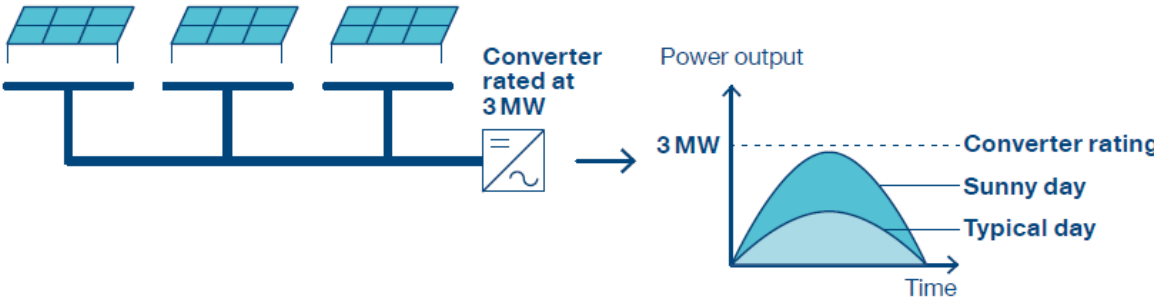 Converter
rated at
3 MW
Power output
3 MW
Converter rating
Sunny day
Typical day
Time